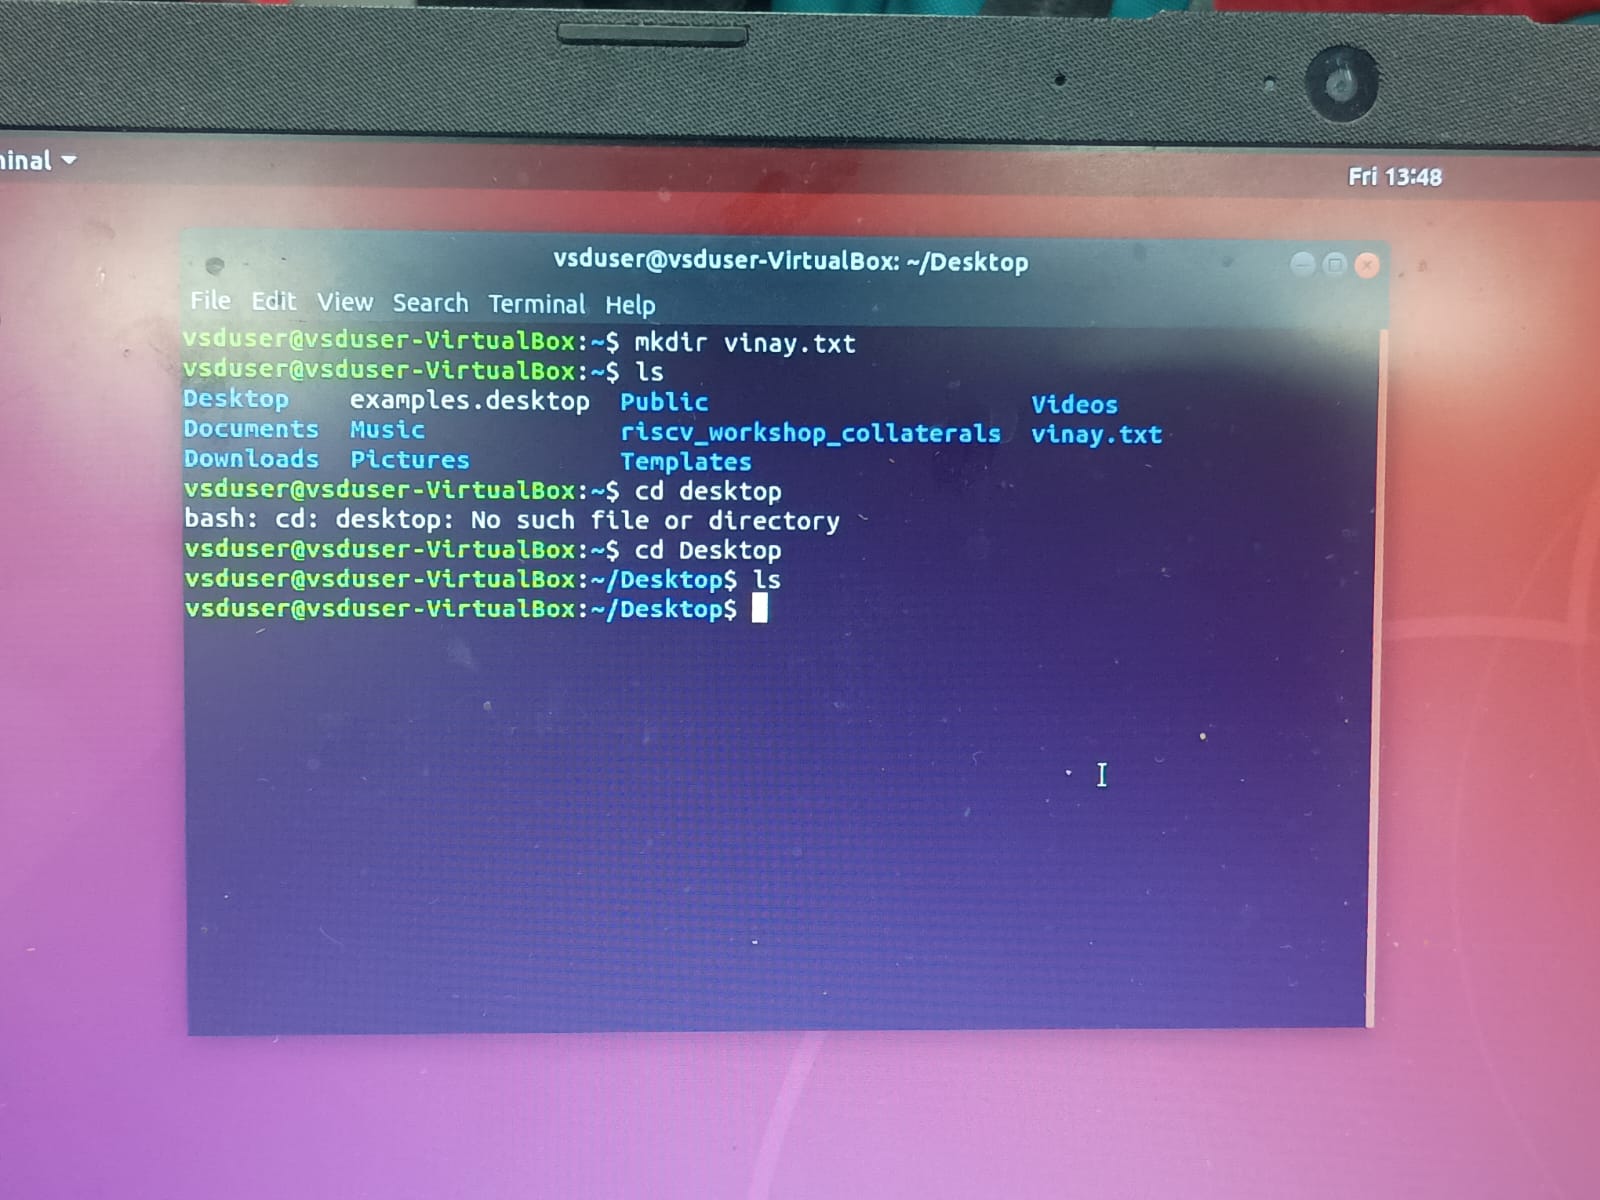 Fri 13:48
vsduser@vsduser-VirtualBox: ~/Desktop
File Edit View Search Terminal Help
vsduser@vsduser-VirtualBox:~$ mkdir vinay.txt
vsduser@vsduser-VirtualBox:~$ ls
Desktop examples.desktop Public Videos
Documents Music riscv_workshop_collaterals vinay.txt
Downloads Pictures Templates
vsduser@vsduser-VirtualBox:~$ cd desktop
bash: cd: desktop: No such file or directory
vsduser@vsduser-VirtualBox:~$ cd Desktop
vsduser@vsduser-VirtualBox:~/Desktop$ ls
vsduser@vsduser-VirtualBox:~/Desktop$